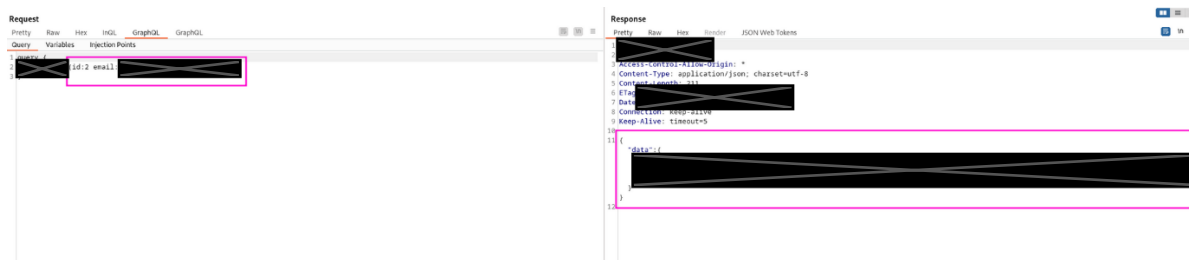 Request
Pretty Raw Hex InQL GraphQL GraphQL
Query Variables Injection Points
1 query {
2 id:2 email:
3
Response
Pretty Raw Hex Render JSON Web Tokens
1
2
3 Access-Control-Allow-Origin: *
4 Content-Type: application/json; charset=utf-8
5 Content-Length: 211
6 ETag
7 Date
8 Connection: keep-alive
9 Keep-Alive: timeout=5
10
11 {
"data":{
}
}
12